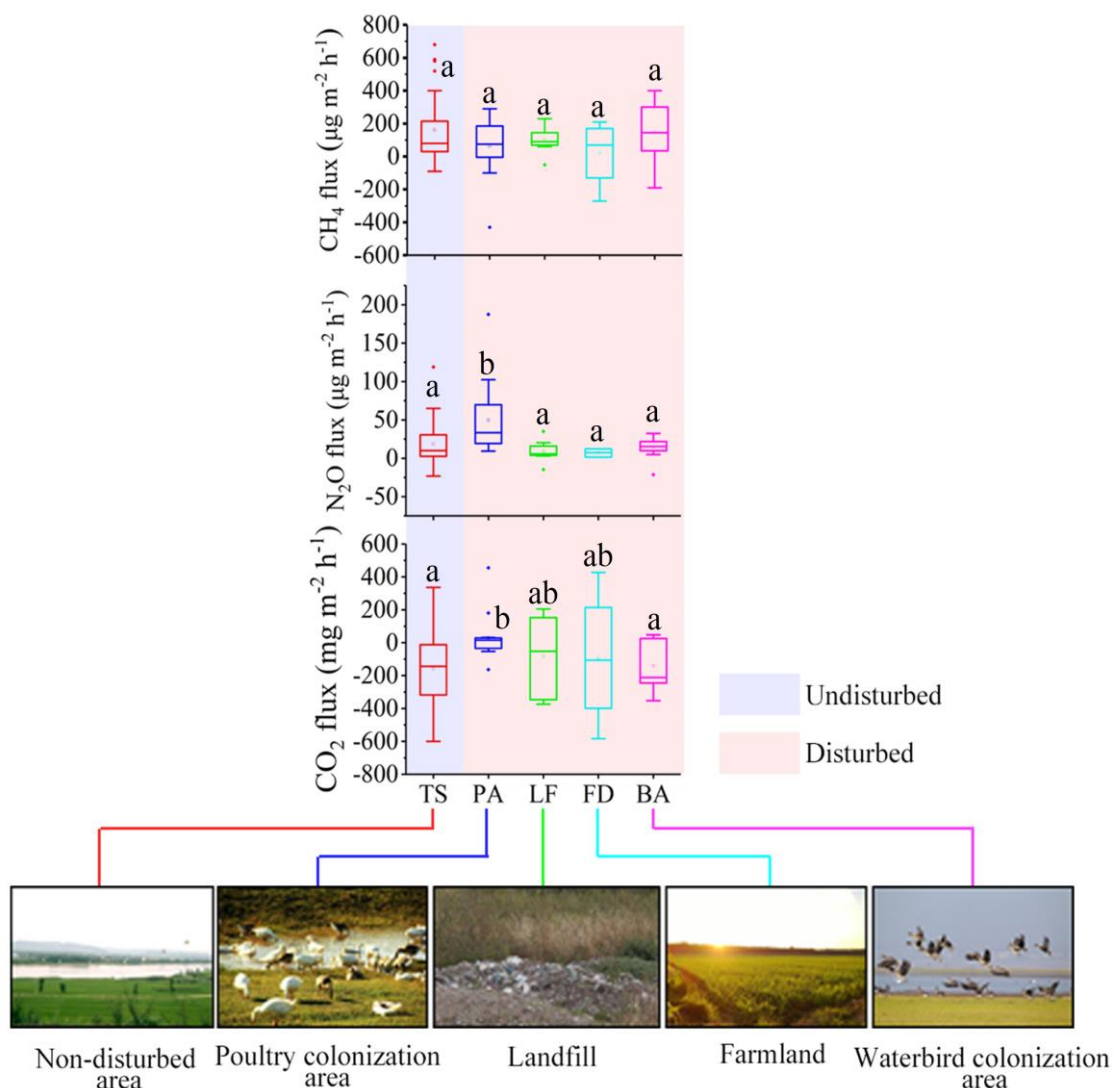 800
600
400
200
0
-200
-400
-600
CH₄ flux (μg m⁻² h⁻¹)
a
a
a
a
a
200
150
100
50
0
-50
N₂O flux (μg m⁻² h⁻¹)
a
b
a
a
a
600
400
200
0
-200
-400
-600
-800
CO₂ flux (mg m⁻² h⁻¹)
a
b
ab
ab
a
TS PA LF FD BA
Undisturbed
Disturbed
Non-disturbed
area
Poultry colonization
area
Landfill
Farmland
Waterbird colonization
area